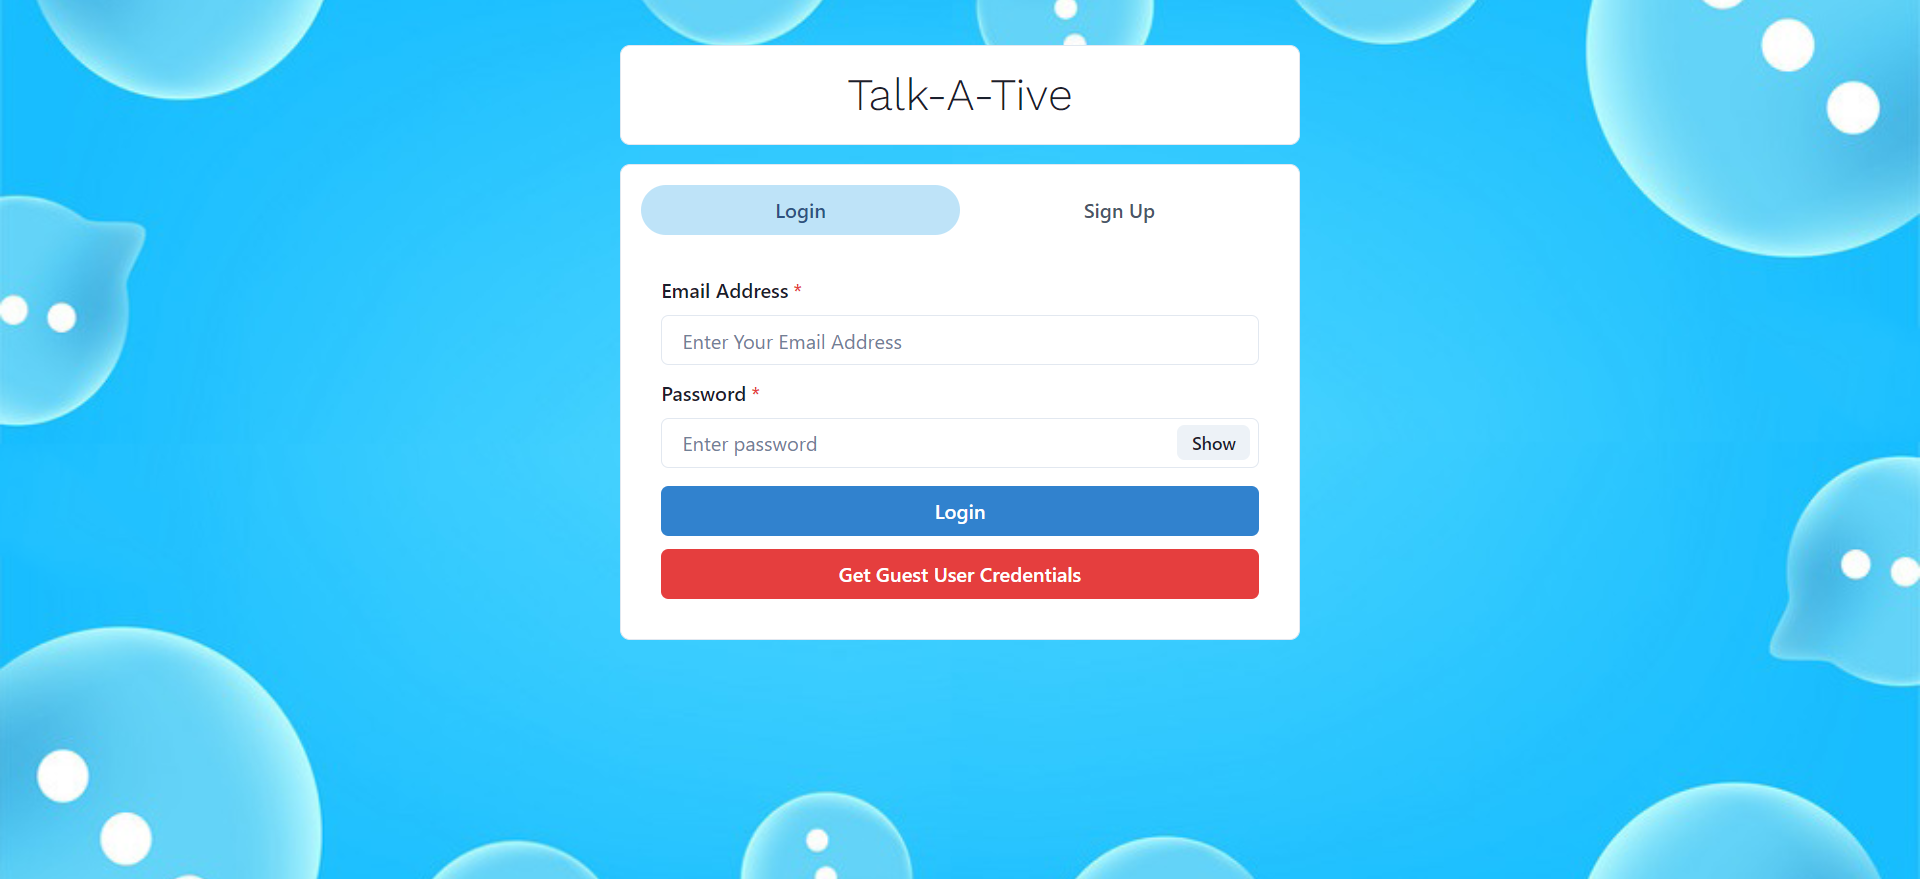 Talk-A-Tive
Login
Sign Up
Email Address *
Enter Your Email Address
Password *
Enter password
Show
Login
Get Guest User Credentials